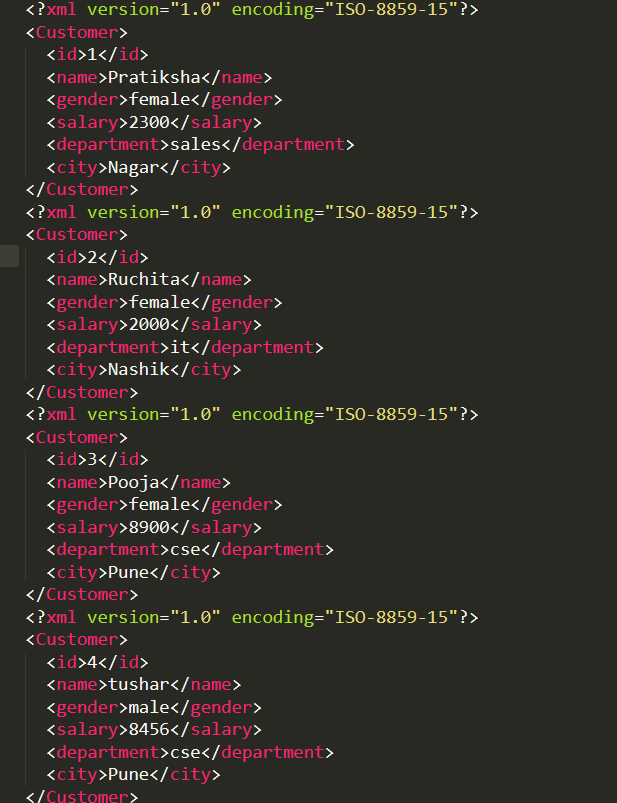 <?xml version="1.0" encoding="ISO-8859-15"?>
<Customer>
  <id>1</id>
  <name>Pratiksha</name>
  <gender>female</gender>
  <salary>2300</salary>
  <department>sales</department>
  <city>Nagar</city>
</Customer>
<?xml version="1.0" encoding="ISO-8859-15"?>
<Customer>
  <id>2</id>
  <name>Ruchita</name>
  <gender>female</gender>
  <salary>2000</salary>
  <department>it</department>
  <city>Nashik</city>
</Customer>
<?xml version="1.0" encoding="ISO-8859-15"?>
<Customer>
  <id>3</id>
  <name>Pooja</name>
  <gender>female</gender>
  <salary>8900</salary>
  <department>cse</department>
  <city>Pune</city>
</Customer>
<?xml version="1.0" encoding="ISO-8859-15"?>
<Customer>
  <id>4</id>
  <name>tushar</name>
  <gender>male</gender>
  <salary>8456</salary>
  <department>cse</department>
  <city>Pune</city>
</Customer>